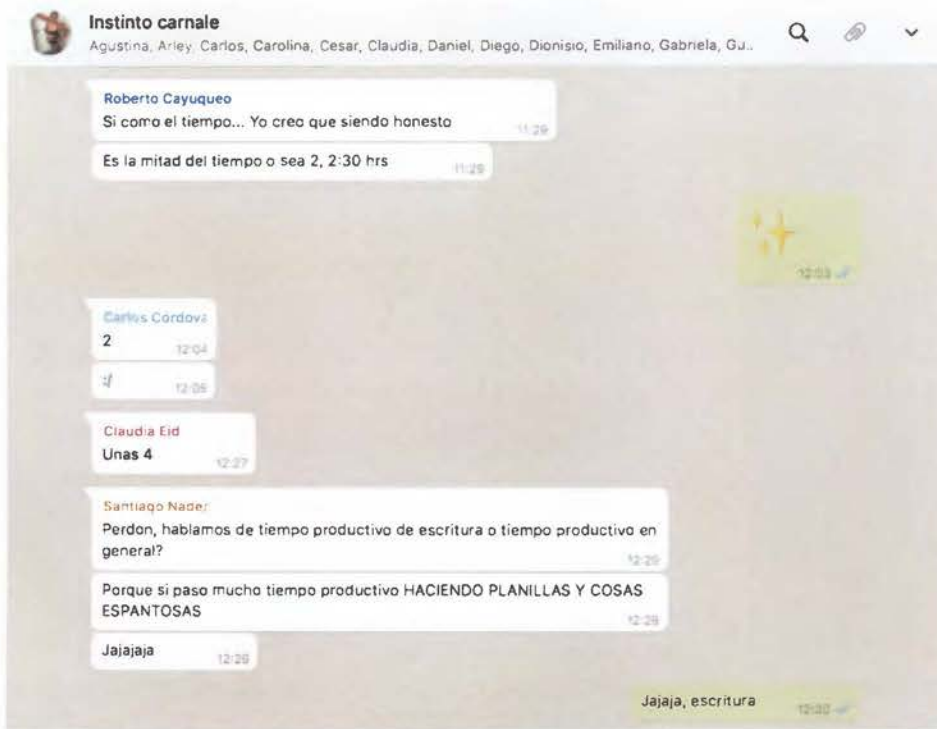 Instinto carnale
Agustina, Arley, Carlos, Carolina, Cesar, Claudia, Daniel, Diego, Dionisio, Emiliano, Gabriela, Gu..
Roberto Cayuqueo
Si como el tiempo... Yo creo que siendo honesto
11:29
Es la mitad del tiempo o sea 2, 2:30 hrs
11:29
12:03
Carlos Cordova
2
12:04
:/
12:05
Claudia Eid
Unas 4
12:27
Santiago Nader
Perdon, hablamos de tiempo productivo de escritura o tiempo productivo en
general?
12:29
Porque si paso mucho tiempo productivo HACIENDO PLANILLAS Y COSAS
ESPANTOSAS
12:29
Jajajaja
12:29
Jajaja, escritura
12:30